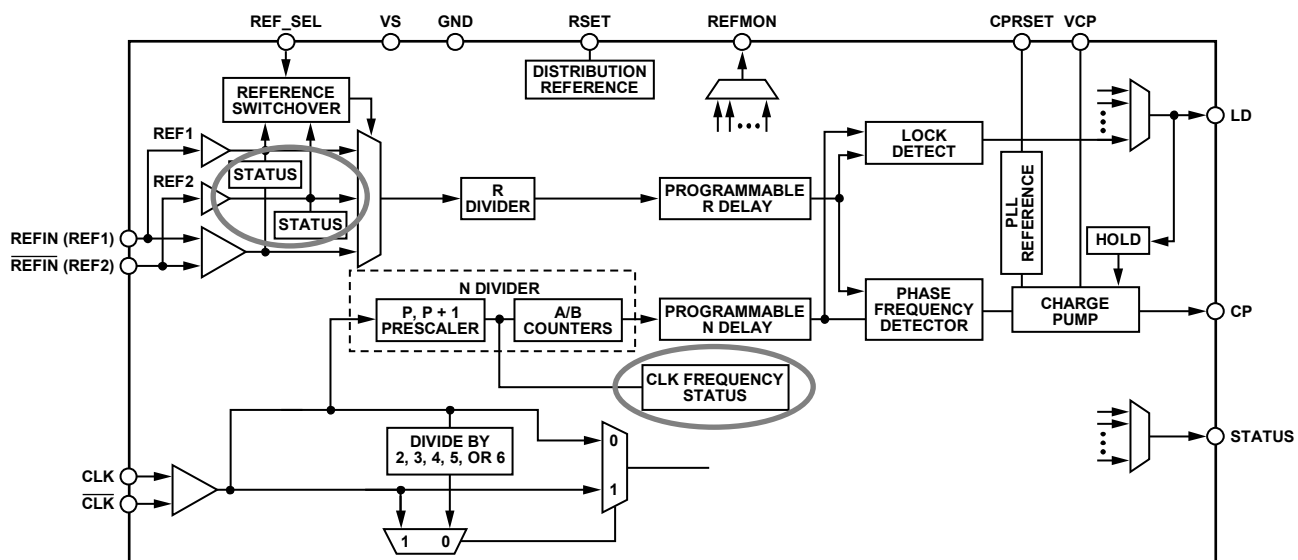 REF_SEL
VS
GND
RSET
REFMON
CPRSET
VCP
REFERENCE
SWITCHOVER
DISTRIBUTION
REFERENCE
LD
REF1
STATUS
REF2
STATUS
REFIN (REF1)
REFIN (REF2)
R
DIVIDER
PROGRAMMABLE
R DELAY
LOCK
DETECT
PLL
REFERENCE
HOLD
N DIVIDER
P, P + 1
PRESCALER
A/B
COUNTERS
PROGRAMMABLE
N DELAY
PHASE
FREQUENCY
DETECTOR
CHARGE
PUMP
CP
CLK FREQUENCY
STATUS
DIVIDE BY
2, 3, 4, 5, OR 6
0
1
STATUS
CLK
CLK
1 0